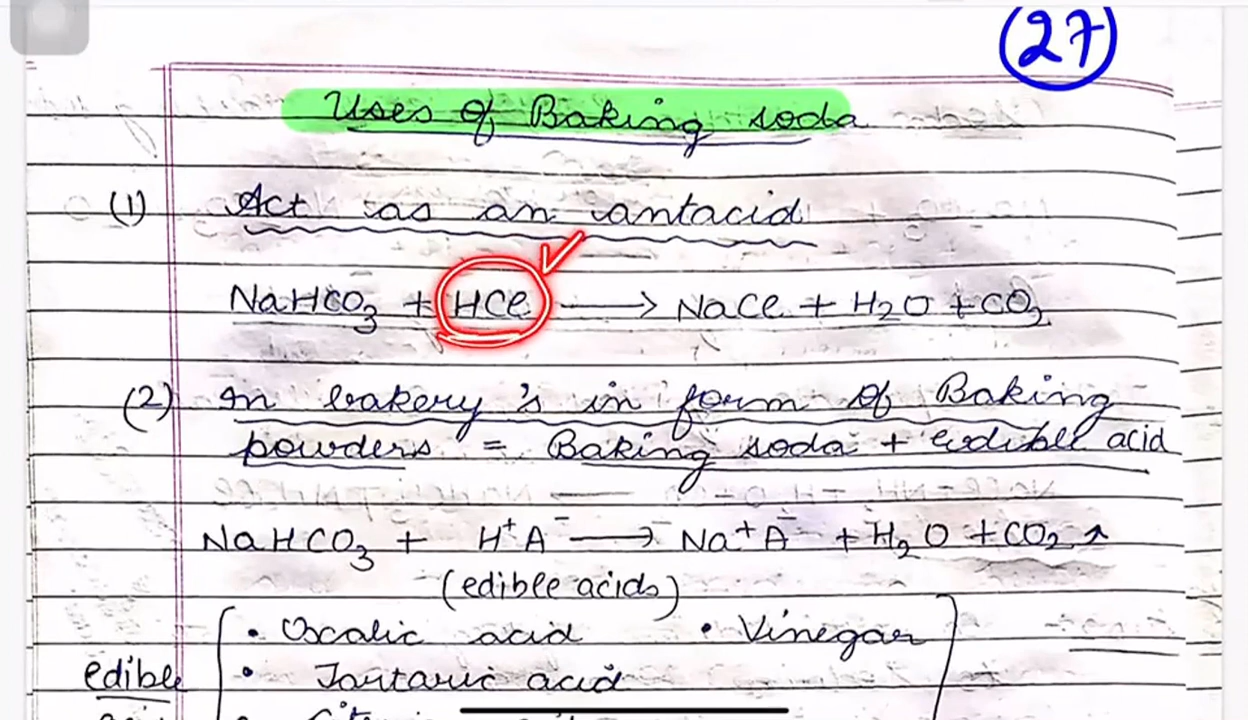 (27)
Uses of Baking soda
(1) Act as an antacid
NaHCO₃ + HCl ⟶ NaCl + H₂O + CO₂
(2) In bakery's in form of Baking
powders = Baking soda + edible acid
NaHCO₃ + H⁺A⁻ ⟶ Na⁺A⁻ + H₂O + CO₂ ↑
(edible acids)
• Oxcalic acid • Vinegar
edible • Tartaric acid